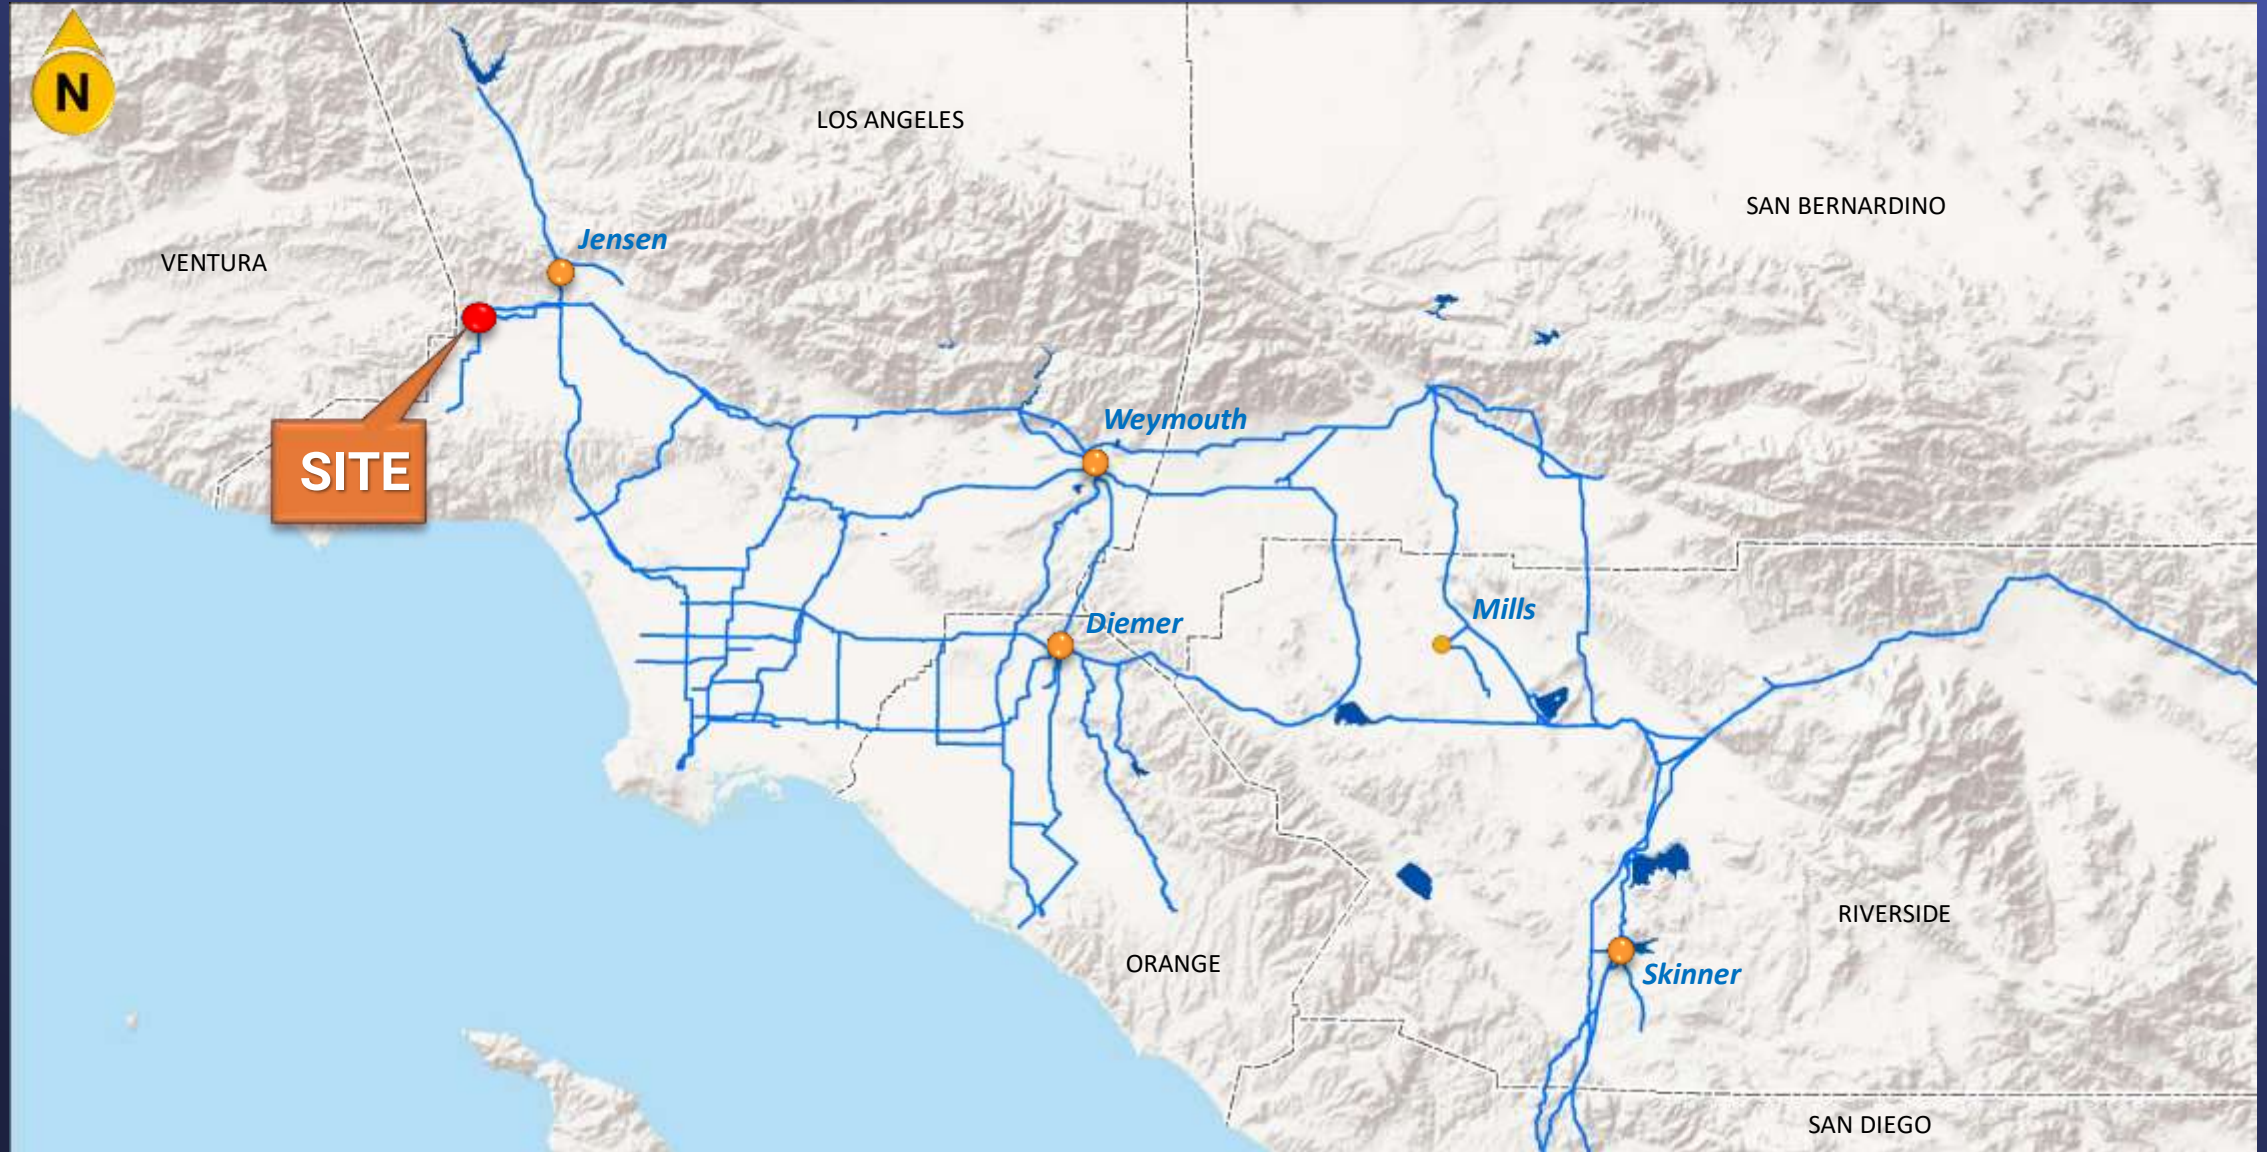 N
LOS ANGELES
SAN BERNARDINO
Jensen
VENTURA
Weymouth
SITE
Mills
Diemer
RIVERSIDE
ORANGE
Skinner
SAN DIEGO